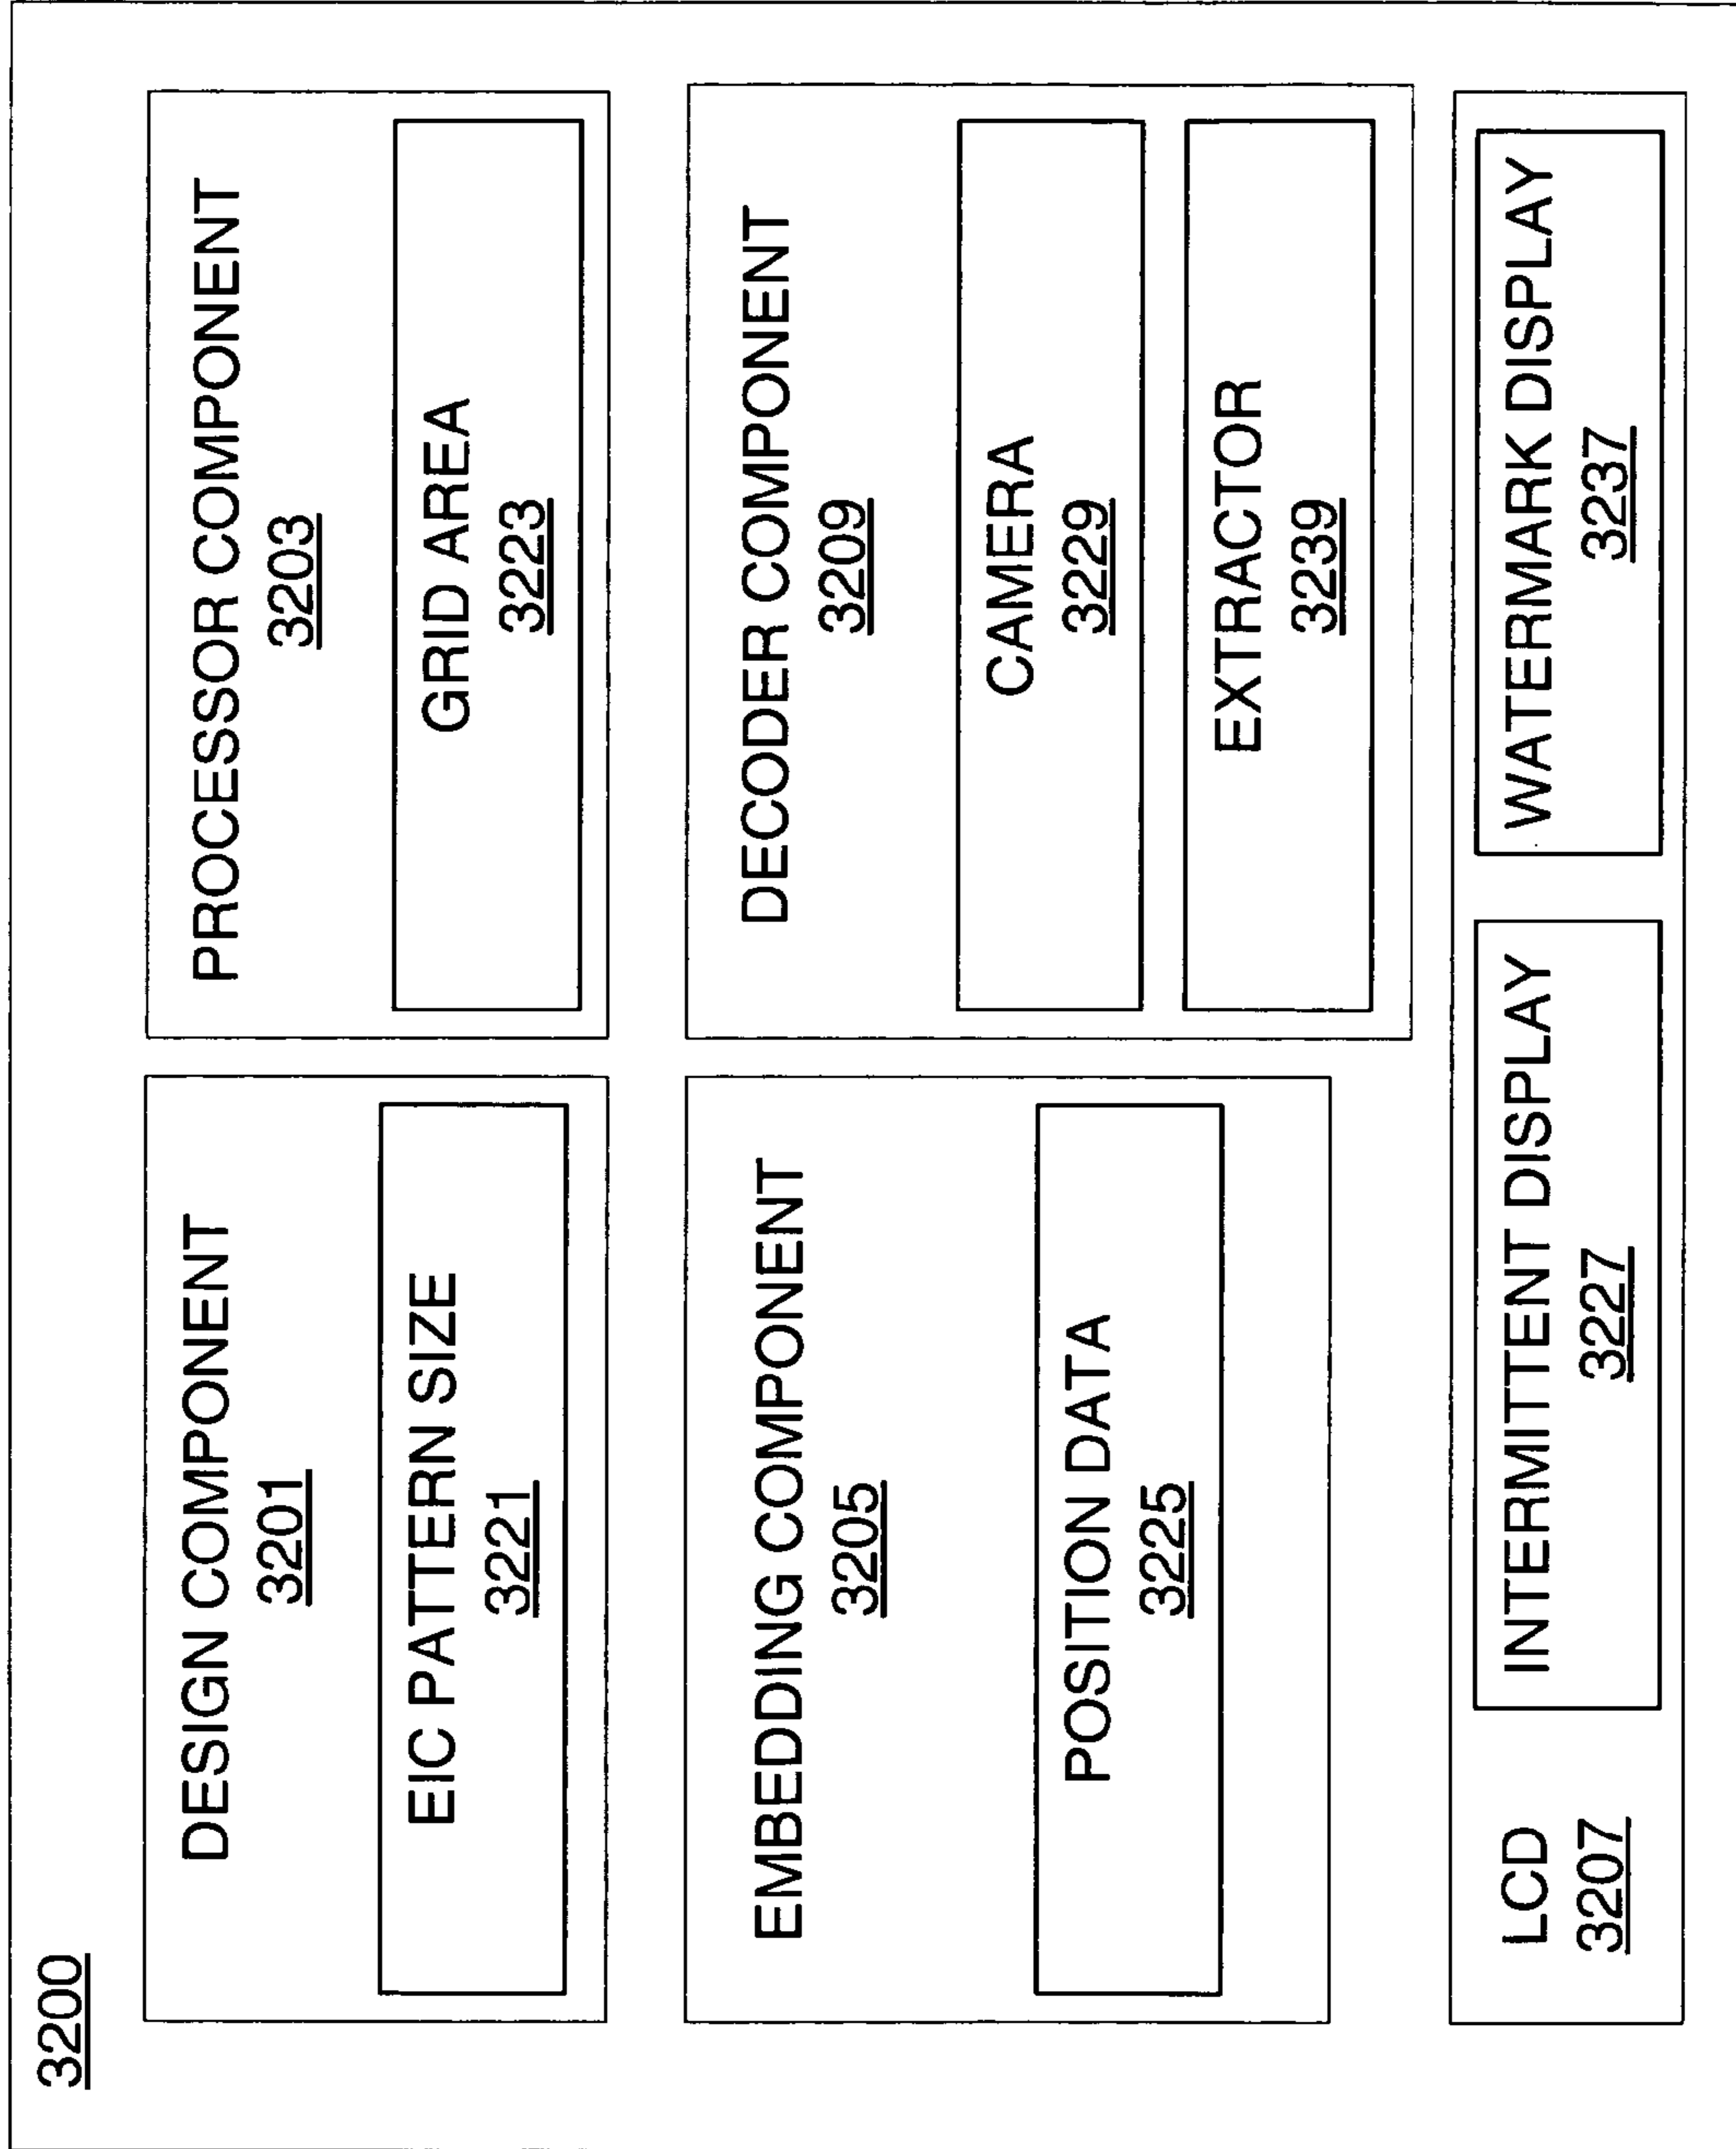 3200
DESIGN COMPONENT
3201
EIC PATTERN SIZE
3221
PROCESSOR COMPONENT
3203
GRID AREA
3223
EMBEDDING COMPONENT
3205
POSITION DATA
3225
DECODER COMPONENT
3209
CAMERA
3229
EXTRACTOR
3239
LCD
3207
INTERMITTENT DISPLAY
3227
WATERMARK DISPLAY
3237